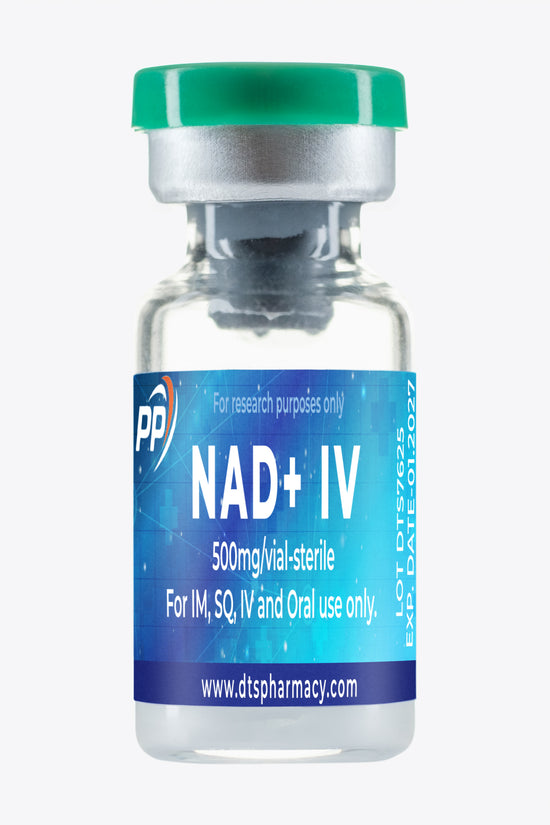 PP
For research purposes only
NAD+ IV
500mg/vial-sterile
For IM, SQ, IV and Oral use only.
www.dtspharmacy.com
LOT DTS7625
EXP. DATE-01.2027